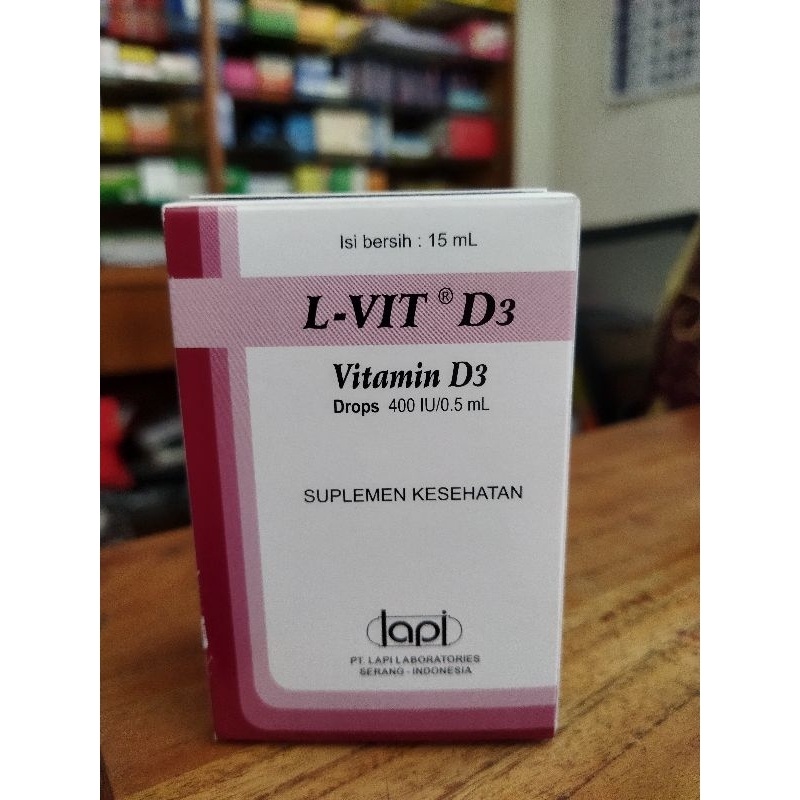 Isi bersih : 15 mL
L-VIT ® D3
Vitamin D3
Drops 400 IU/0.5 mL
SUPLEMEN KESEHATAN
lapi
PT. LAPI LABORATORIES
SERANG - INDONESIA